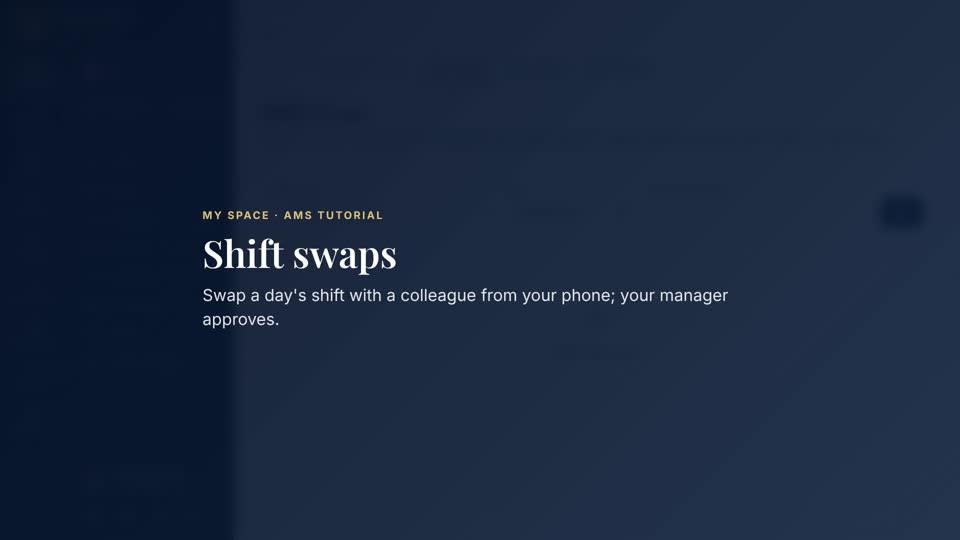 MY SPACE · AMS TUTORIAL
Shift swaps
Swap a day's shift with a colleague from your phone; your manager
approves.